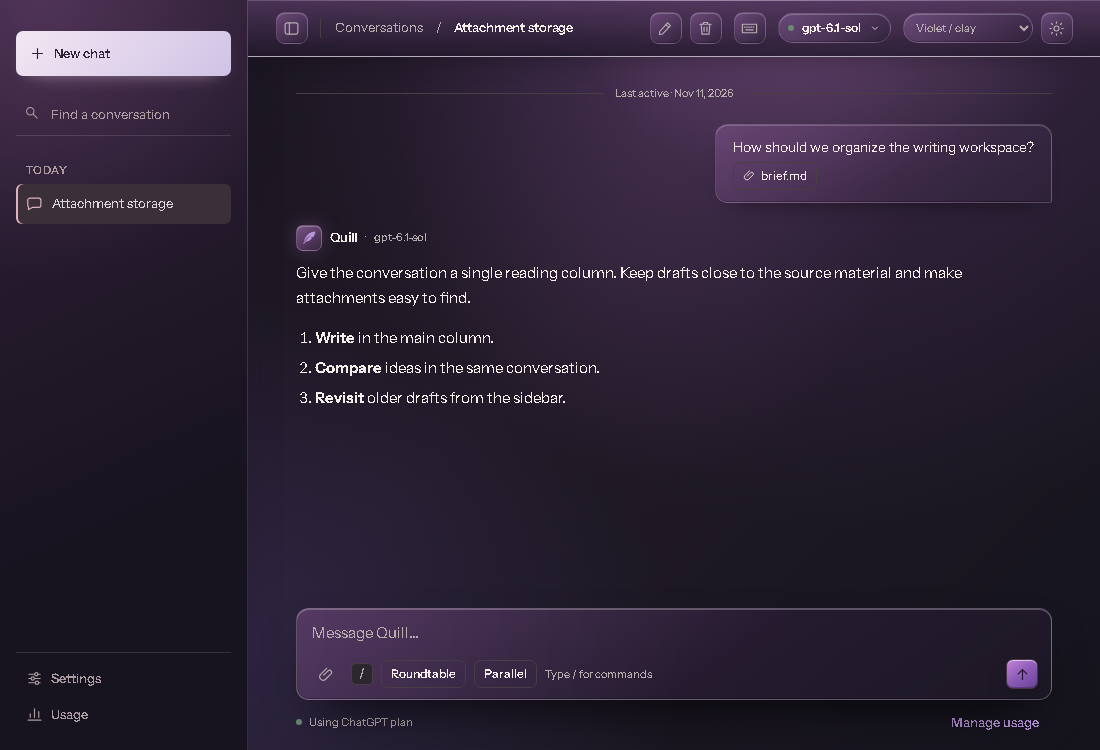 New chat
Find a conversation
TODAY
Attachment storage
Settings
Usage
Conversations / Attachment storage
gpt-6.1-sol
Violet / clay
Last active · Nov 11, 2026
How should we organize the writing workspace?
brief.md
Quill · gpt-6.1-sol
Give the conversation a single reading column. Keep drafts close to the source material and make
attachments easy to find.
1. Write in the main column.
2. Compare ideas in the same conversation.
3. Revisit older drafts from the sidebar.
Message Quill...
/ Roundtable Parallel Type / for commands
Using ChatGPT plan
Manage usage